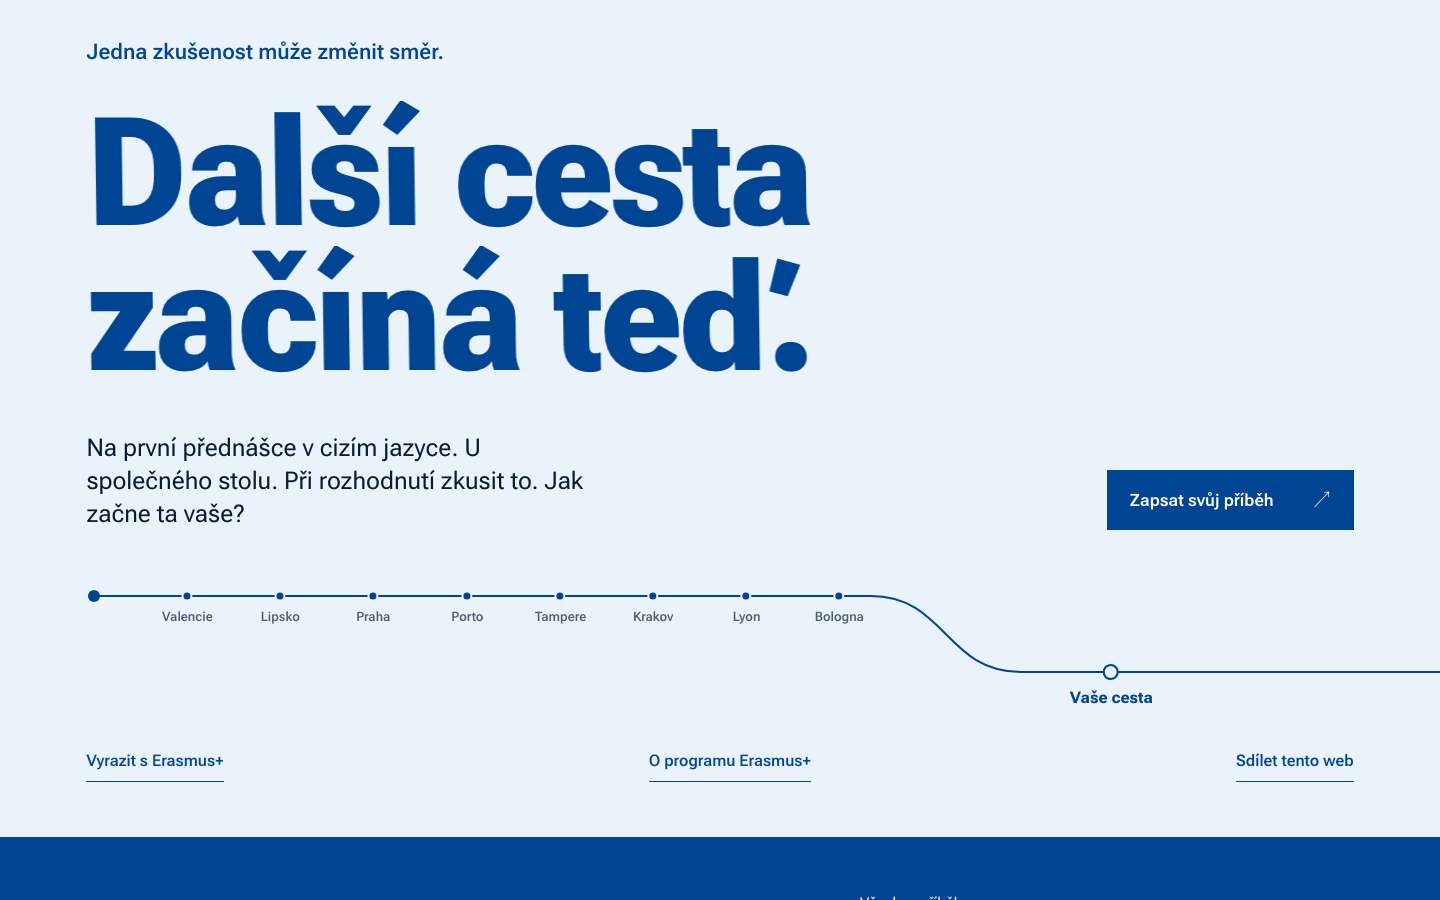 Jedna zkušenost může změnit směr.
Další cesta
začíná teď.
Na první přednášce v cizím jazyce. U
společného stolu. Při rozhodnutí zkusit to. Jak
začne ta vaše?
Zapsat svůj příběh
Valencie
Lipsko
Praha
Porto
Tampere
Krakov
Lyon
Bologna
Vaše cesta
Vyrazit s Erasmus+
O programu Erasmus+
Sdílet tento web